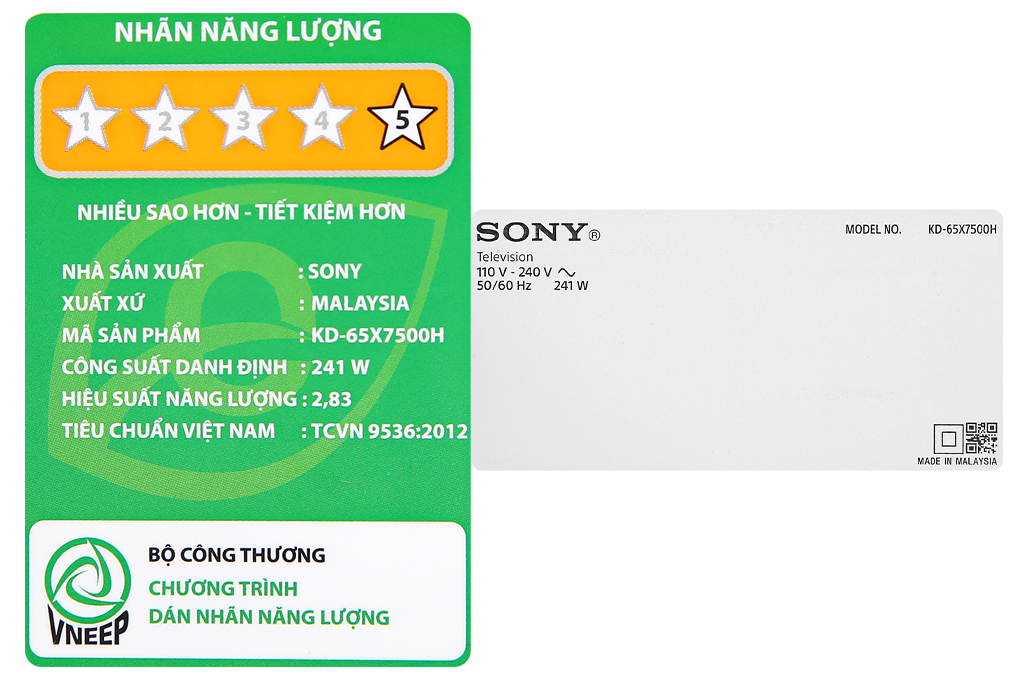 NHÃN NĂNG LƯỢNG
1 2 3 4 5
NHIỀU SAO HƠN - TIẾT KIỆM HƠN
NHÀ SẢN XUẤT : SONY
XUẤT XỨ : MALAYSIA
MÃ SẢN PHẨM : KD-65X7500H
CÔNG SUẤT DANH ĐỊNH : 241 W
HIỆU SUẤT NĂNG LƯỢNG : 2,83
TIÊU CHUẨN VIỆT NAM : TCVN 9536:2012
BỘ CÔNG THƯƠNG
CHƯƠNG TRÌNH
DÁN NHÃN NĂNG LƯỢNG
VNEEP
SONY® MODEL NO. KD-65X7500H
Television
110 V - 240 V ~
50/60 Hz 241 W
MADE IN MALAYSIA